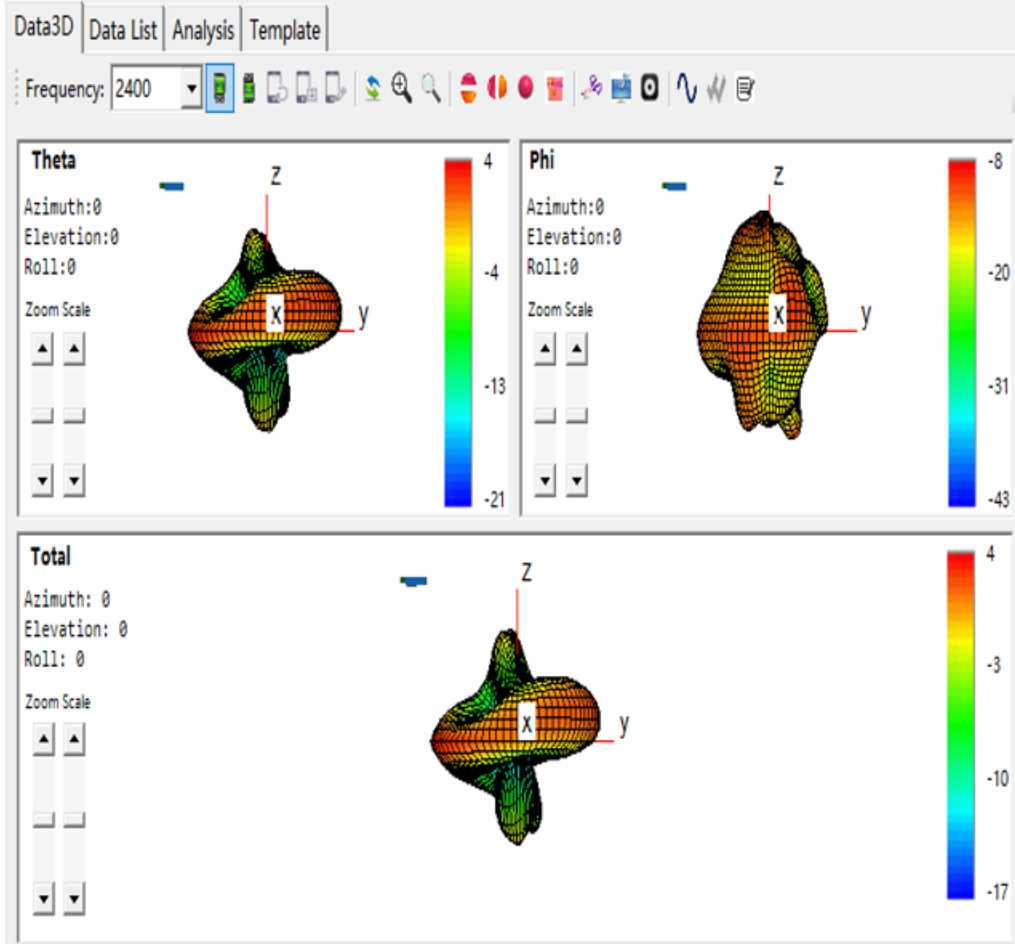 Data3D Data List Analysis Template
Frequency: 2400
Theta
Azimuth:0
Elevation:0
Roll:0
Zoom Scale
z
x
y
4
-4
-13
-21
Phi
Azimuth:0
Elevation:0
Roll:0
Zoom Scale
z
x
y
-8
-20
-31
-43
Total
Azimuth: 0
Elevation: 0
Roll: 0
Zoom Scale
z
x
y
4
-3
-10
-17